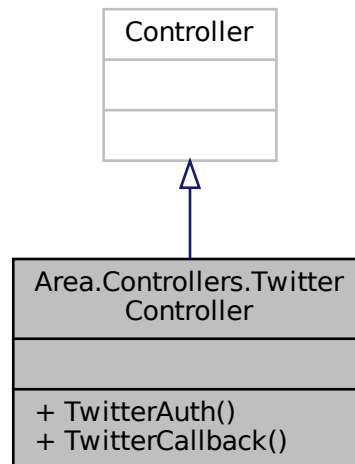 Controller
Area.Controllers.Twitter
Controller
+ TwitterAuth()
+ TwitterCallback()